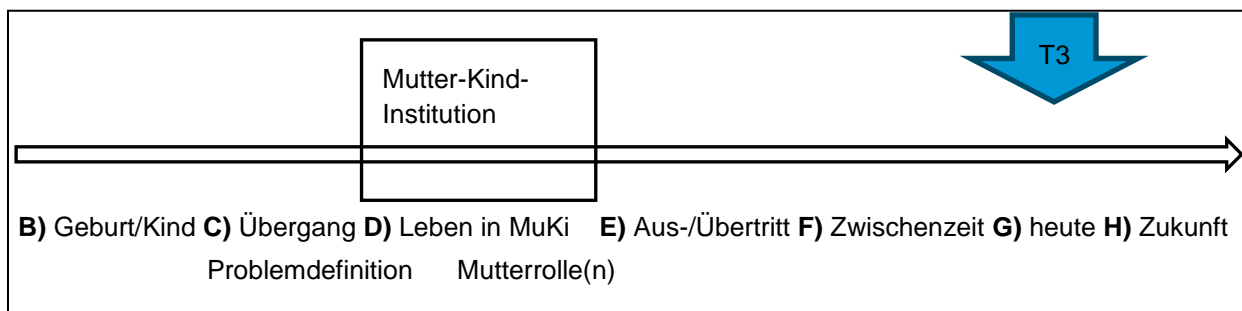 T3
Mutter-Kind-
Institution
B) Geburt/Kind C) Übergang D) Leben in MuKi E) Aus-/Übertritt F) Zwischenzeit G) heute H) Zukunft
Problemdefinition Mutterrolle(n)